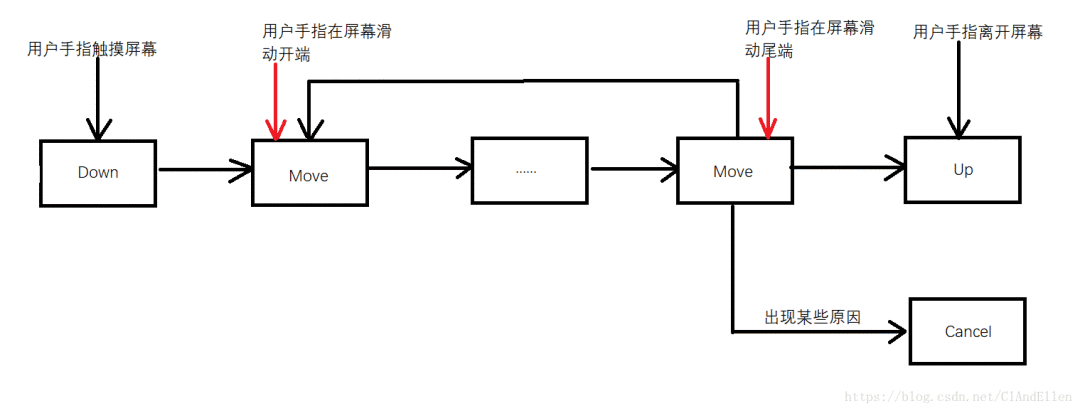 用户手指触摸屏幕
用户手指在屏幕滑
动开端
用户手指在屏幕滑
动尾端
用户手指离开屏幕
Down
Move
......
Move
Up
出现某些原因
Cancel
https://blog.csdn.net/CIAndEllen